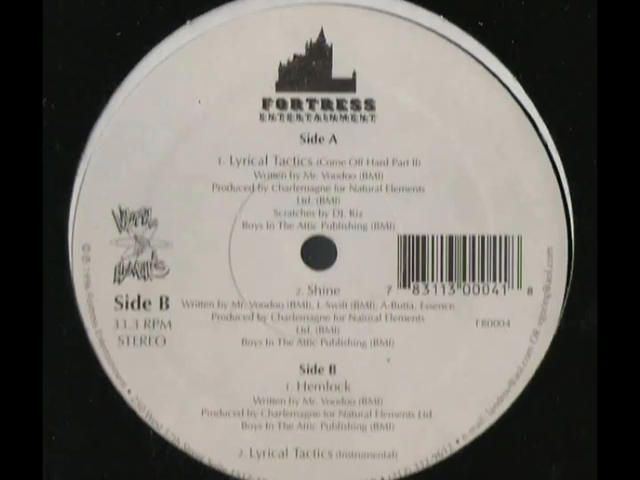 FORTRESS
ENTERTAINMENT
Side A
1. Lyrical Tactics (Come Off Hard Part II)
Written by Mr. Voodoo (BMI)
Produced by Charlemagne for Natural Elements
Ltd. (BMI)
Scratches by DJ. Riz
Boys In The Attic Publishing (BMI)
2. Shine
Written by Mr. Voodoo (BMI), L-Swift (BMI), A-Butta, Essence
Produced by Charlemagne for Natural Elements
Ltd. (BMI)
Boys In The Attic Publishing (BMI)
7 83113 00041 8
FR0004
Side B
33.3 RPM
STEREO
Side B
1. Hemlock
Written by Mr. Voodoo (BMI)
Produced by Charlemagne for Natural Elements Ltd.
Boys In The Attic Publishing (BMI)
2. Lyrical Tactics (Instrumental)
1996 Fortress Entertainment